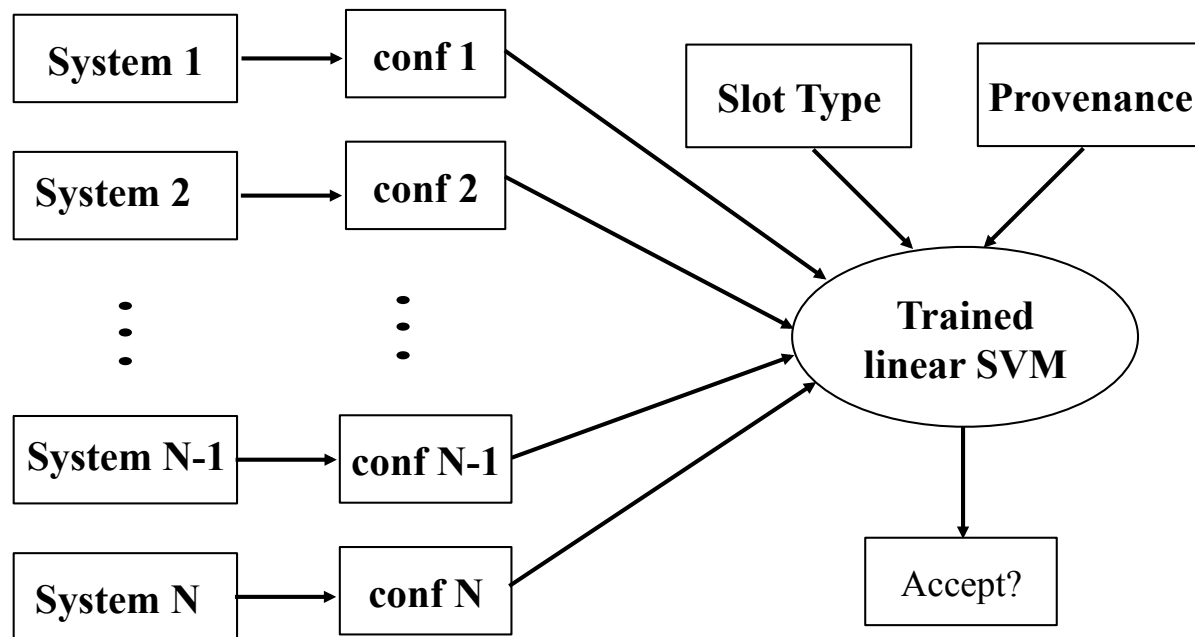 System 1
conf 1
Slot Type
Provenance
System 2
conf 2
Trained
linear SVM
System N-1
conf N-1
System N
conf N
Accept?